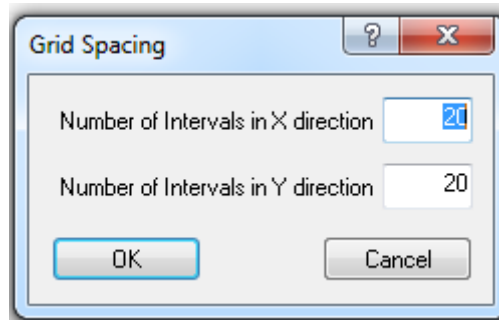 Grid Spacing
Number of Intervals in X direction 20
Number of Intervals in Y direction 20
OK Cancel